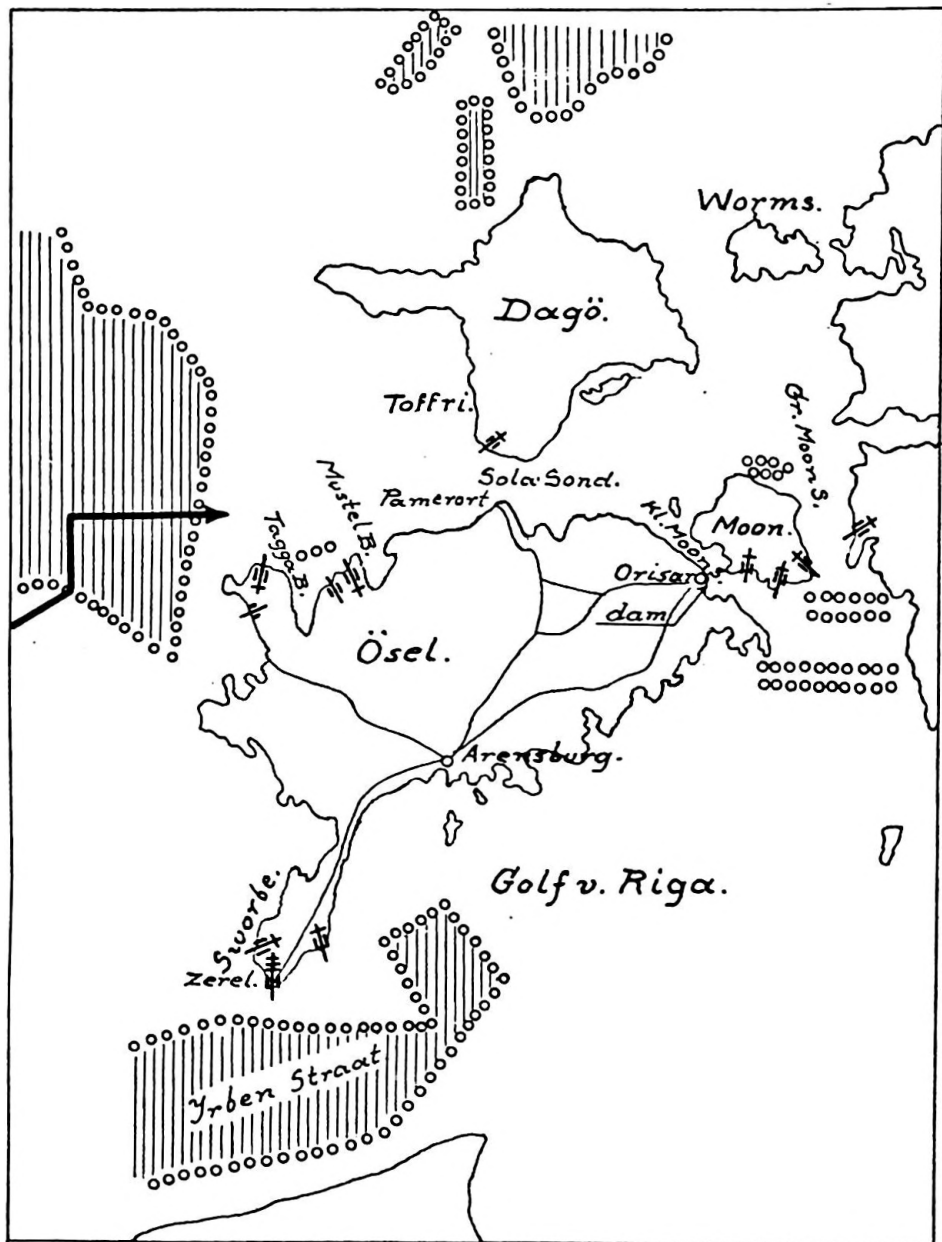 Worms.
Dagö.
Toffri.
Gr. Moon S.
Sola-Sond.
Pamerort
Mustel B.
Tagga B.
Kl. Moon S.
Moon.
Orisar
dam
Ösel.
Arensburg.
Golf v. Riga.
Sworbe.
Zerel.
Yrben Straat